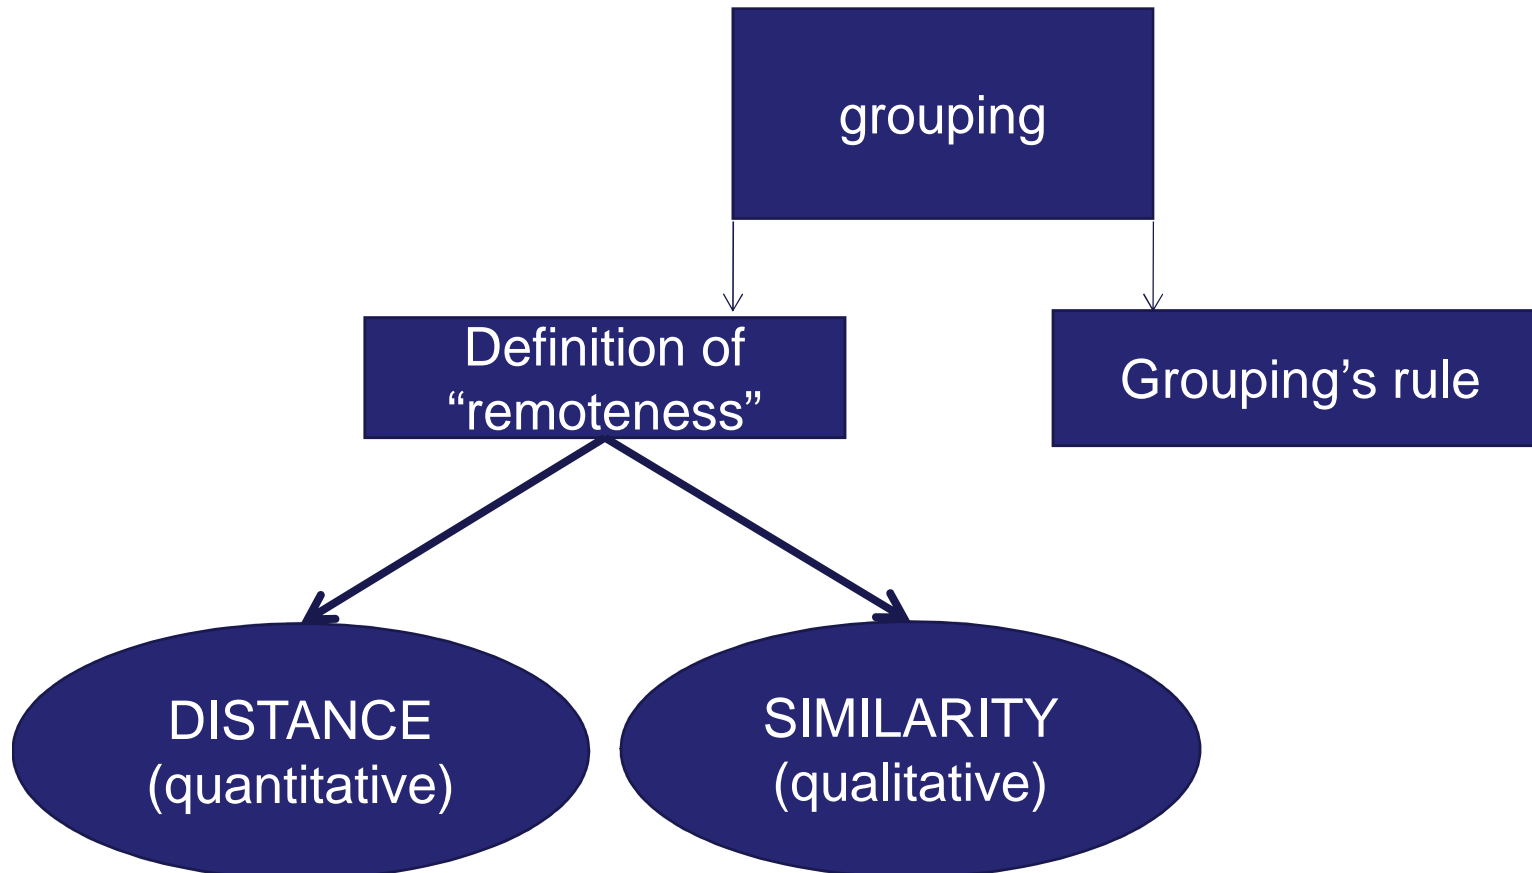 grouping
Definition of
“remoteness”
Grouping’s rule
DISTANCE
(quantitative)
SIMILARITY
(qualitative)